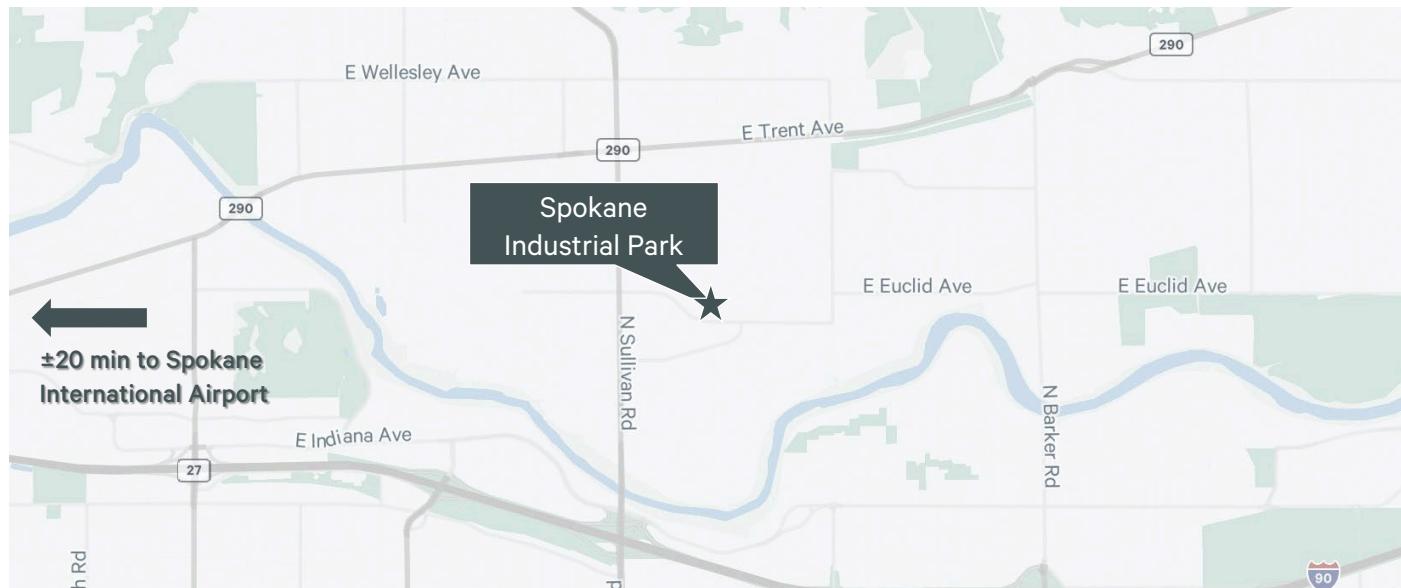 290
E Wellesley Ave
E Trent Ave
290
Spokane
Industrial Park
290
E Euclid Ave
E Euclid Ave
±20 min to Spokane
International Airport
N Sullivan Rd
N Barker Rd
E Indiana Ave
27
h Rd
90